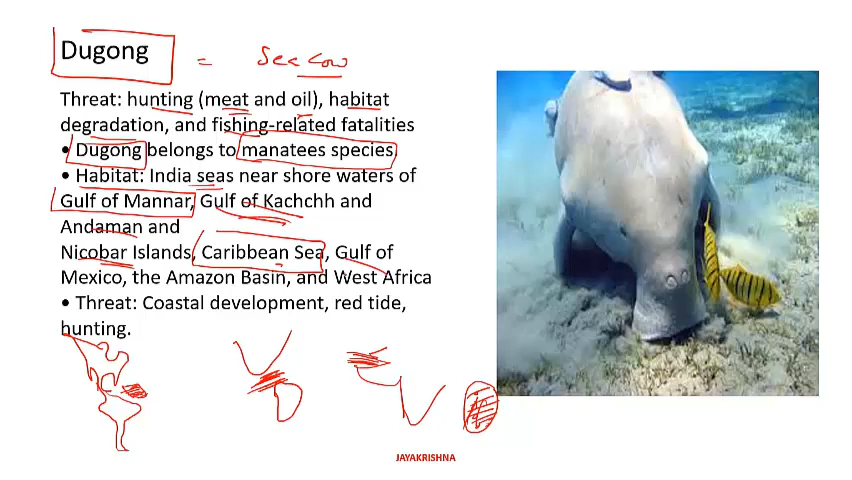 Dugong
= Sea Cow
Threat: hunting (meat and oil), habitat
degradation, and fishing-related fatalities
• Dugong belongs to manatees species
• Habitat: India seas near shore waters of
Gulf of Mannar, Gulf of Kachchh and
Andaman and
Nicobar Islands, Caribbean Sea, Gulf of
Mexico, the Amazon Basin, and West Africa
• Threat: Coastal development, red tide,
hunting.
JAYAKRISHNA